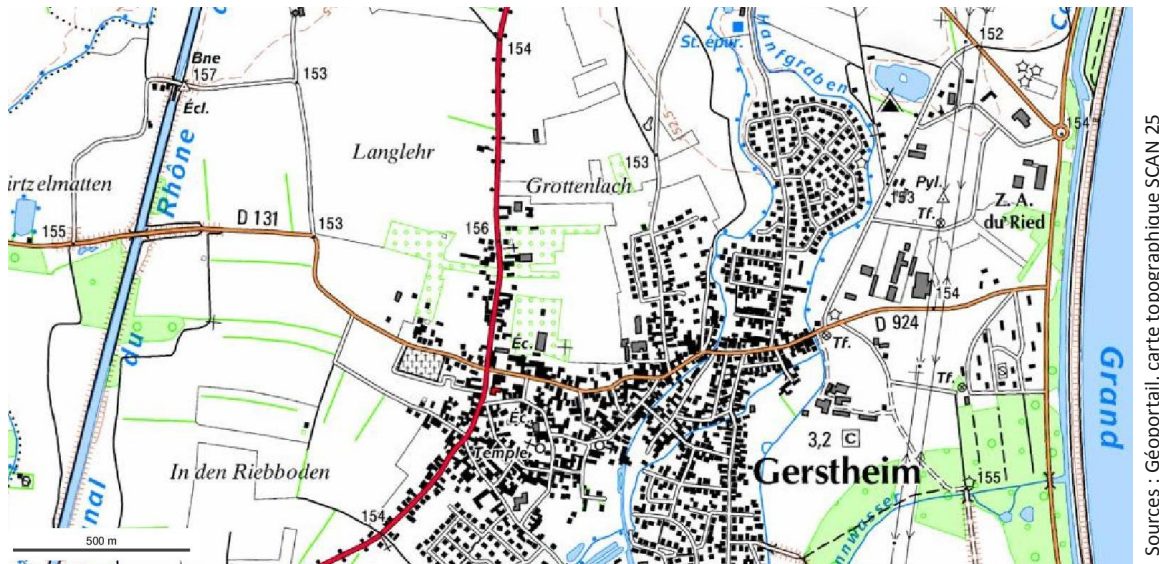 154
152
Bne
157
153
St. épur.
Hanfgraben
Écl.
154
Rhône
Langlehr
52,5
153
Grottenlach
Pyl.
153
Z. A.
du Ried
Tf.
D 131
155
153
156
154
D 924
Tf.
du
Éc.
Tf.
S
Grand
Éc.
3,2 C
Temple
In den Riebboden
Gerstheim
155
154
500 m
Sources : Géoportail, carte topographique SCAN 25